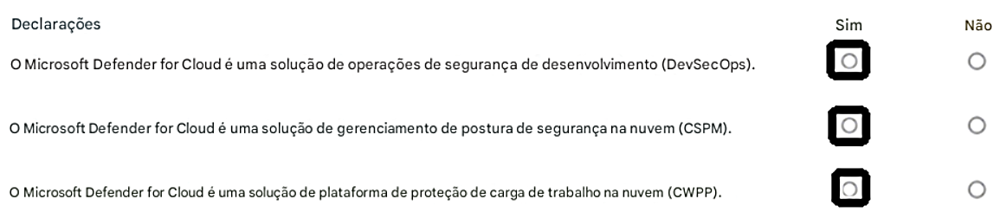 Declarações Sim Não
O Microsoft Defender for Cloud é uma solução de operações de segurança de desenvolvimento (DevSecOps).
O Microsoft Defender for Cloud é uma solução de gerenciamento de postura de segurança na nuvem (CSPM).
O Microsoft Defender for Cloud é uma solução de plataforma de proteção de carga de trabalho na nuvem (CWPP).